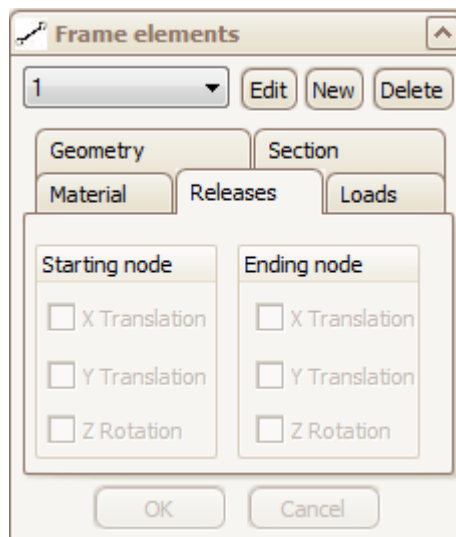 Frame elements
1 Edit New Delete
Geometry Section
Material Releases Loads
Starting node Ending node
X Translation X Translation
Y Translation Y Translation
Z Rotation Z Rotation
OK Cancel